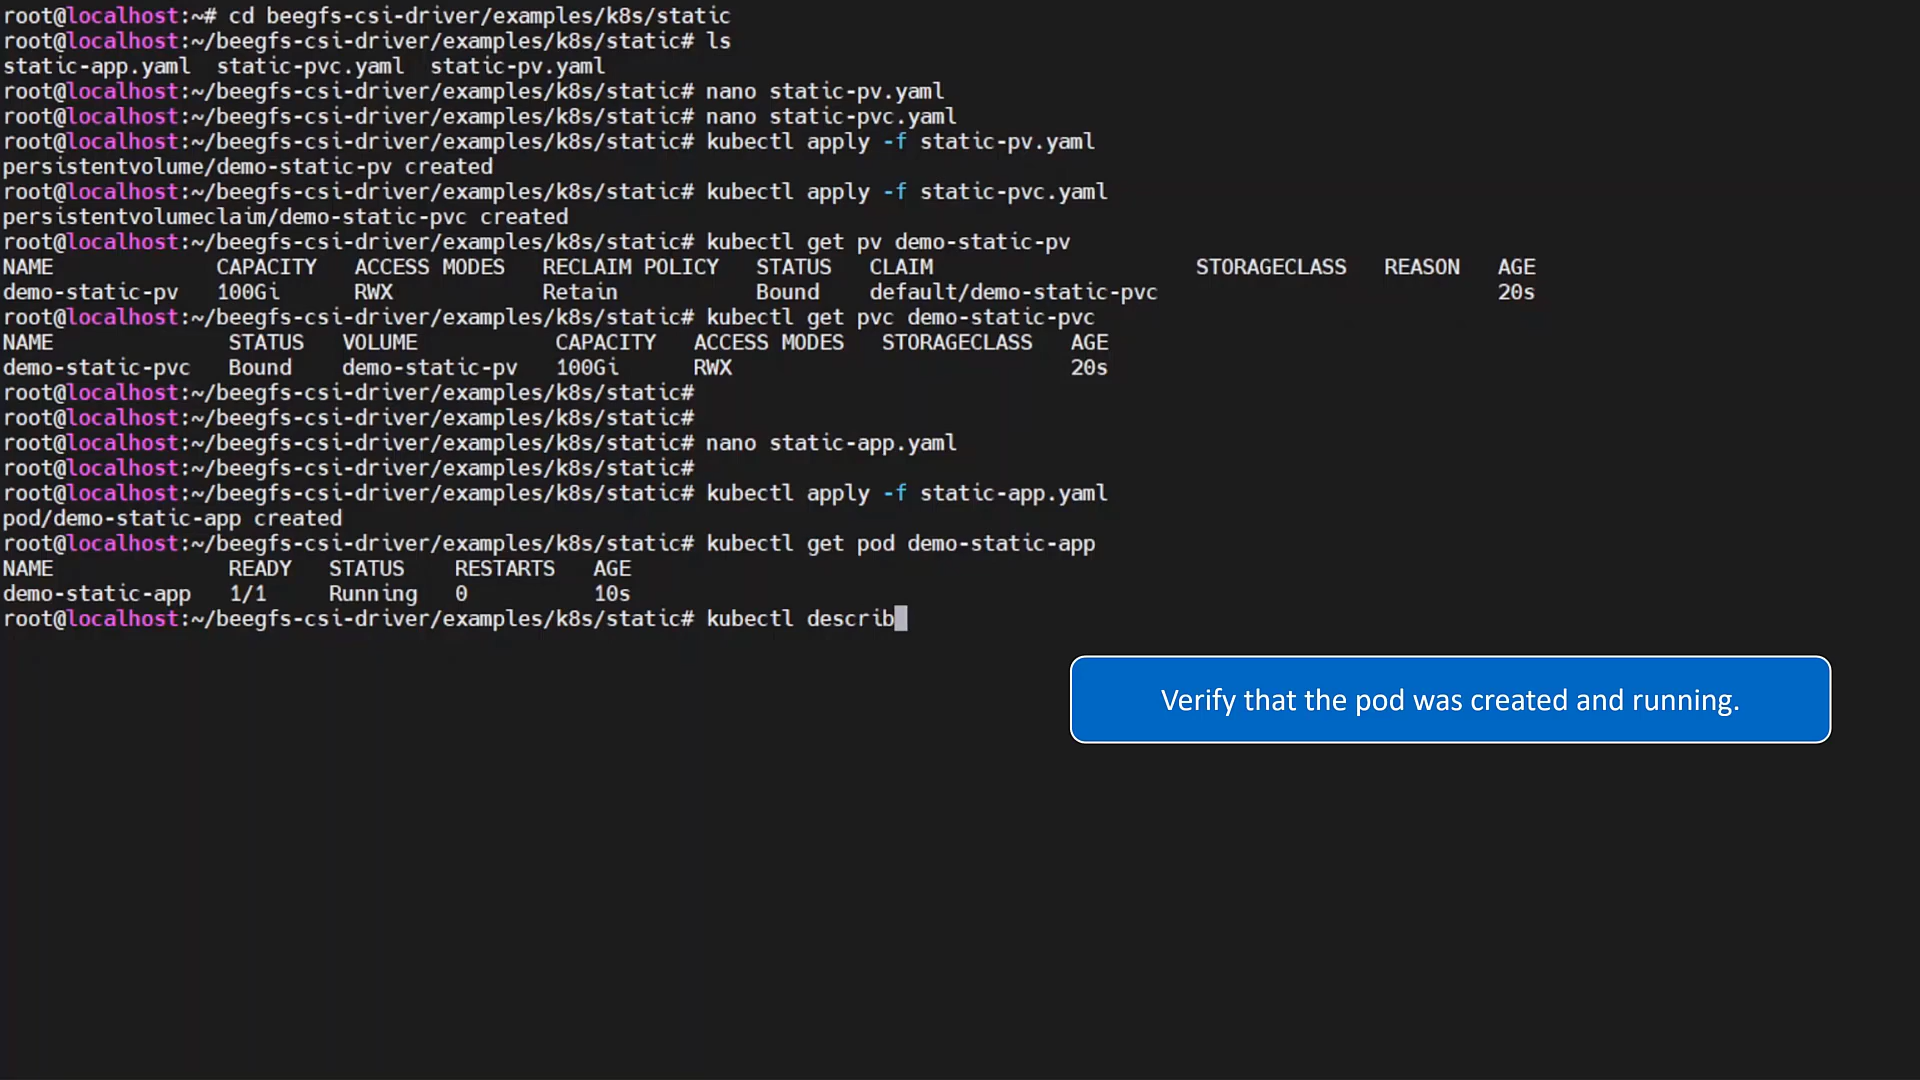 root@localhost:~# cd beegfs-csi-driver/examples/k8s/static
root@localhost:~/beegfs-csi-driver/examples/k8s/static# ls
static-app.yaml  static-pvc.yaml  static-pv.yaml
root@localhost:~/beegfs-csi-driver/examples/k8s/static# nano static-pv.yaml
root@localhost:~/beegfs-csi-driver/examples/k8s/static# nano static-pvc.yaml
root@localhost:~/beegfs-csi-driver/examples/k8s/static# kubectl apply -f static-pv.yaml
persistentvolume/demo-static-pv created
root@localhost:~/beegfs-csi-driver/examples/k8s/static# kubectl apply -f static-pvc.yaml
persistentvolumeclaim/demo-static-pvc created
root@localhost:~/beegfs-csi-driver/examples/k8s/static# kubectl get pv demo-static-pv
NAME             CAPACITY   ACCESS MODES   RECLAIM POLICY   STATUS   CLAIM                     STORAGECLASS   REASON   AGE
demo-static-pv   100Gi      RWX            Retain           Bound    default/demo-static-pvc                           20s
root@localhost:~/beegfs-csi-driver/examples/k8s/static# kubectl get pvc demo-static-pvc
NAME              STATUS   VOLUME           CAPACITY   ACCESS MODES   STORAGECLASS   AGE
demo-static-pvc   Bound    demo-static-pv   100Gi      RWX                           20s
root@localhost:~/beegfs-csi-driver/examples/k8s/static#
root@localhost:~/beegfs-csi-driver/examples/k8s/static#
root@localhost:~/beegfs-csi-driver/examples/k8s/static# nano static-app.yaml
root@localhost:~/beegfs-csi-driver/examples/k8s/static#
root@localhost:~/beegfs-csi-driver/examples/k8s/static# kubectl apply -f static-app.yaml
pod/demo-static-app created
root@localhost:~/beegfs-csi-driver/examples/k8s/static# kubectl get pod demo-static-app
NAME              READY   STATUS    RESTARTS   AGE
demo-static-app   1/1     Running   0          10s
root@localhost:~/beegfs-csi-driver/examples/k8s/static# kubectl describ
Verify that the pod was created and running.